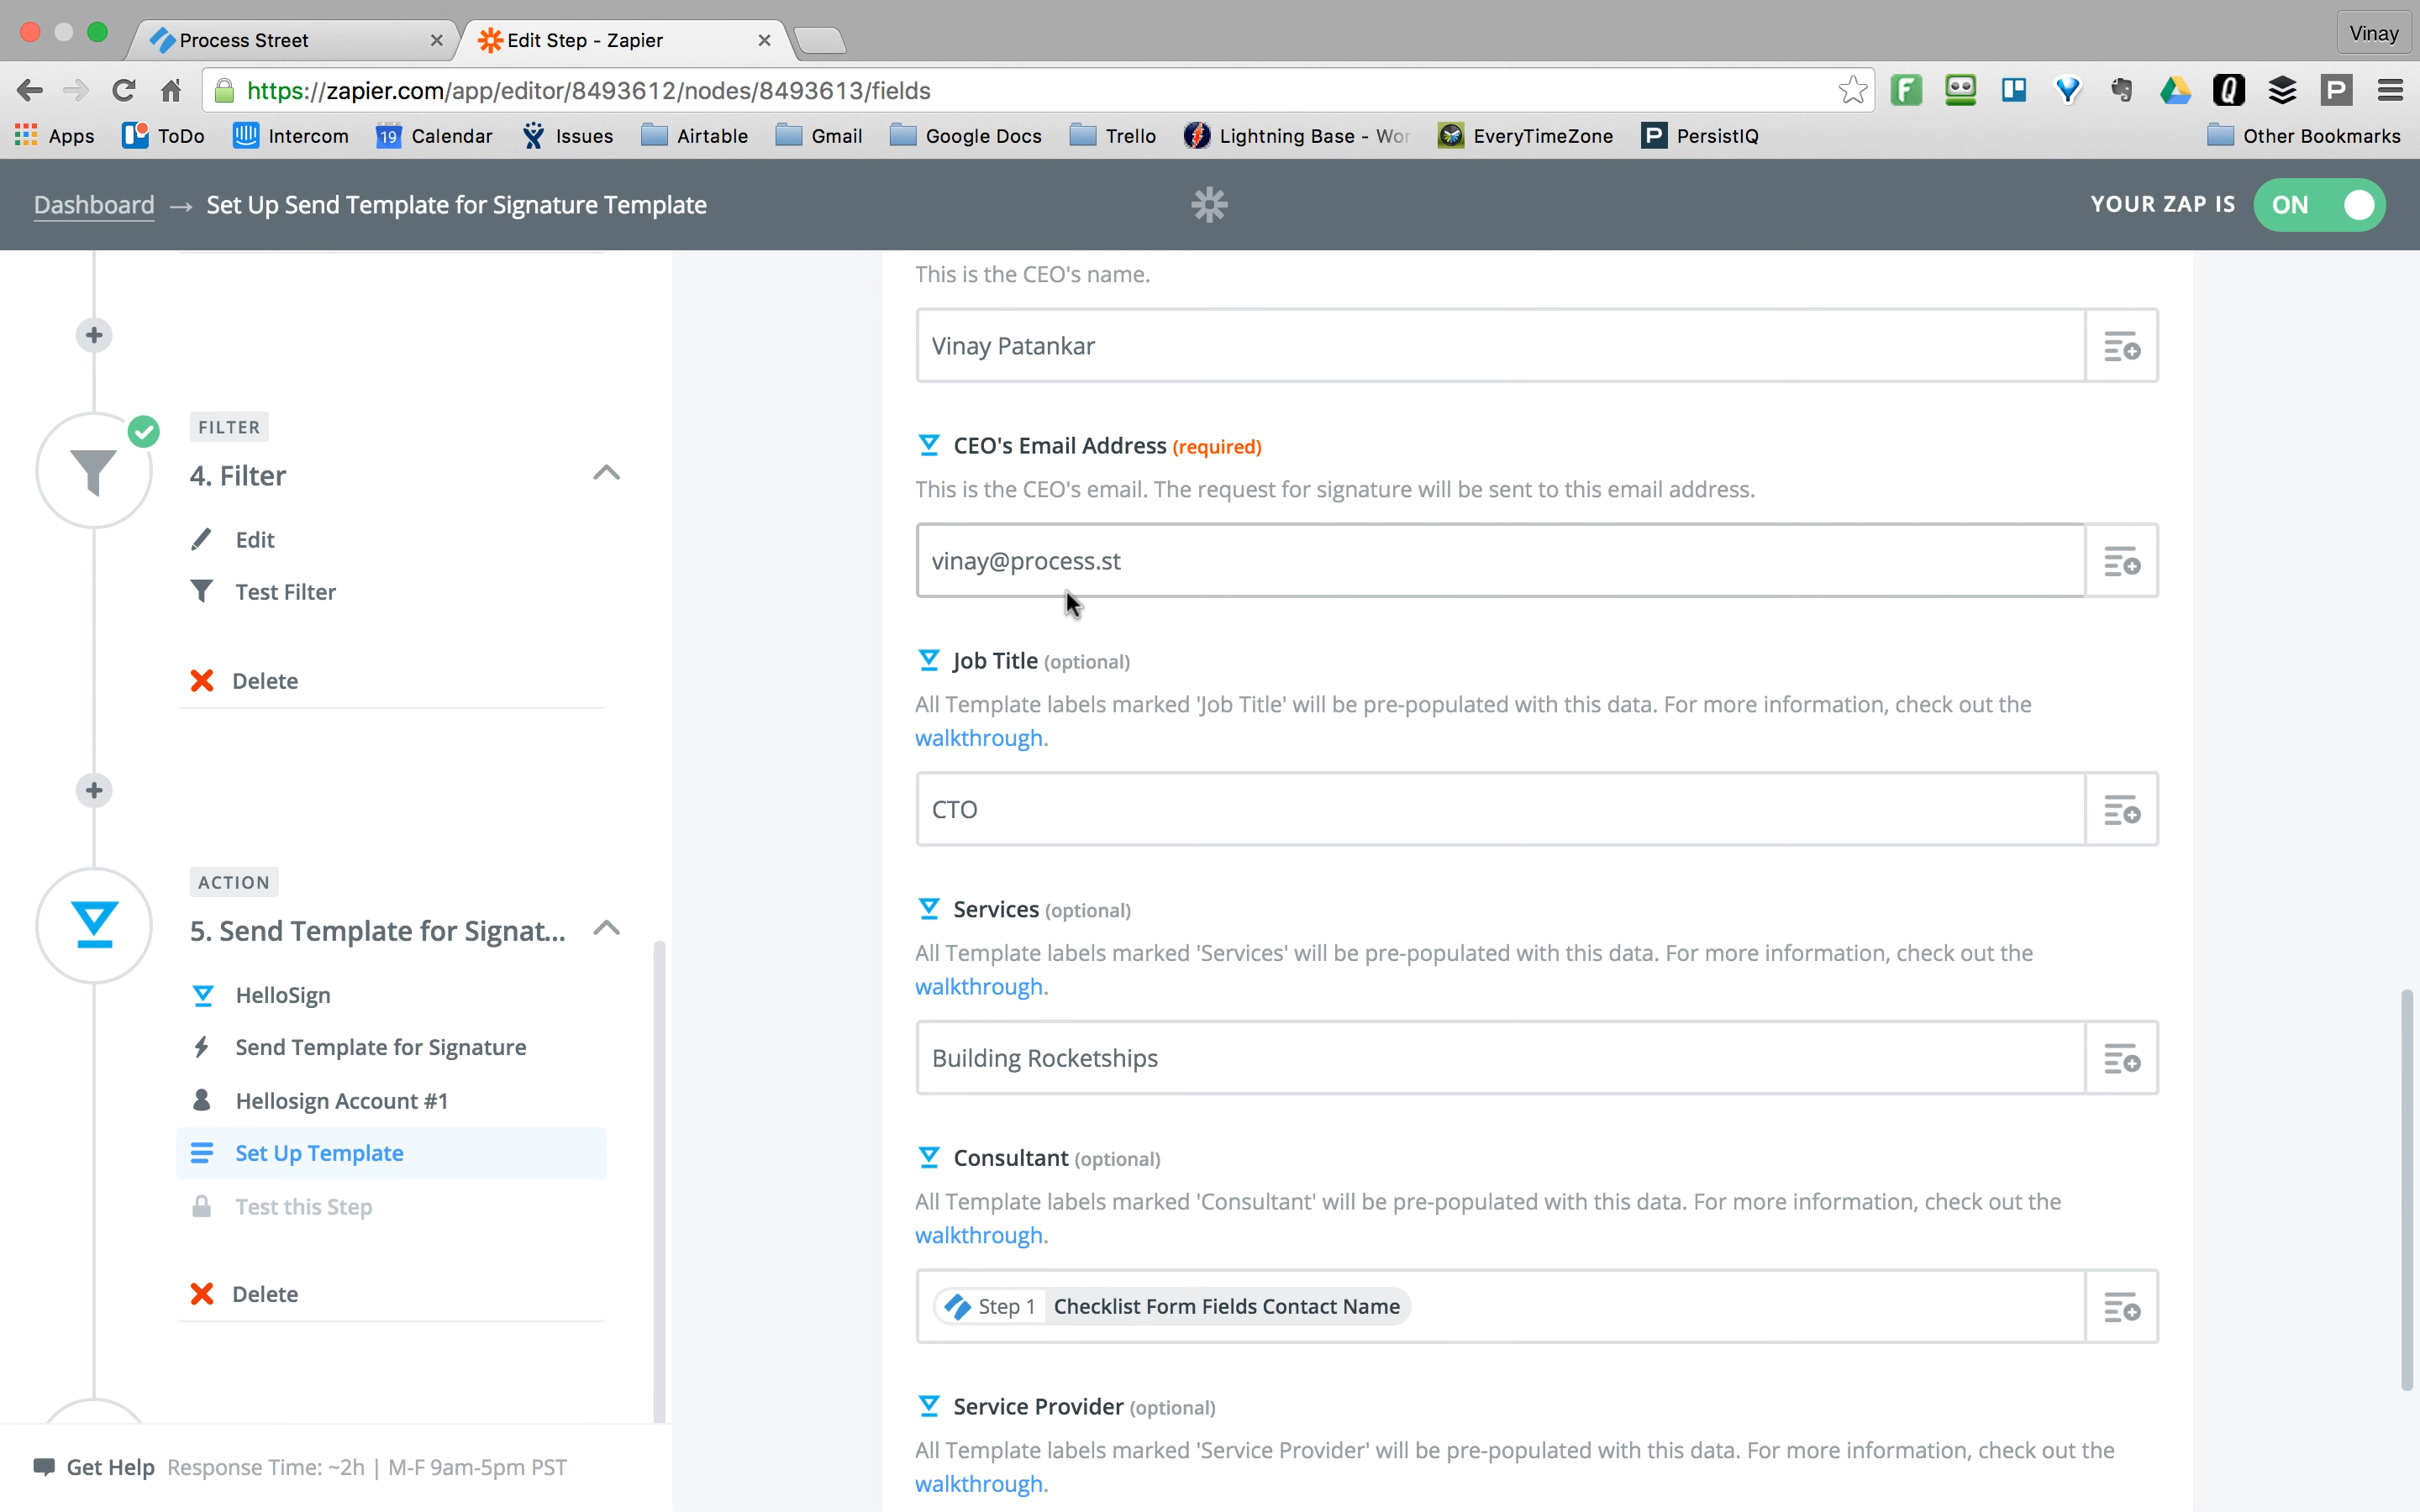 Process Street
Edit Step - Zapier
Vinay
https://zapier.com/app/editor/8493612/nodes/8493613/fields
Apps
ToDo
Intercom
19
Calendar
Issues
Airtable
Gmail
Google Docs
Trello
Lightning Base - Wor
EveryTimeZone
P
PersistIQ
Other Bookmarks
Dashboard → Set Up Send Template for Signature Template
YOUR ZAP IS
ON
This is the CEO's name.
Vinay Patankar
FILTER
4. Filter
Edit
Test Filter
Delete
CEO's Email Address (required)
This is the CEO's email. The request for signature will be sent to this email address.
vinay@process.st
Job Title (optional)
All Template labels marked 'Job Title' will be pre-populated with this data. For more information, check out the
walkthrough.
CTO
ACTION
5. Send Template for Signat...
HelloSign
Send Template for Signature
Hellosign Account #1
Set Up Template
Test this Step
Delete
Services (optional)
All Template labels marked 'Services' will be pre-populated with this data. For more information, check out the
walkthrough.
Building Rocketships
Consultant (optional)
All Template labels marked 'Consultant' will be pre-populated with this data. For more information, check out the
walkthrough.
Step 1 Checklist Form Fields Contact Name
Service Provider (optional)
All Template labels marked 'Service Provider' will be pre-populated with this data. For more information, check out the
walkthrough.
Get Help Response Time: ~2h | M-F 9am-5pm PST